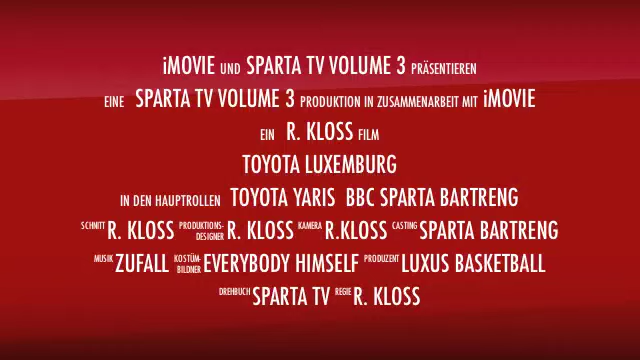 iMOVIE UND SPARTA TV VOLUME 3 PRÄSENTIEREN
EINE SPARTA TV VOLUME 3 PRODUKTION IN ZUSAMMENARBEIT MIT iMOVIE
EIN R. KLOSS FILM
TOYOTA LUXEMBURG
IN DEN HAUPTROLLEN TOYOTA YARIS BBC SPARTA BARTRENG
SCHNITT R. KLOSS PRODUKTIONS-DESIGNER R. KLOSS KAMERA R.KLOSS CASTING SPARTA BARTRENG
MUSIK ZUFALL KOSTÜM-BILDNER EVERYBODY HIMSELF PRODUZENT LUXUS BASKETBALL
DREHBUCH SPARTA TV REGIE R. KLOSS